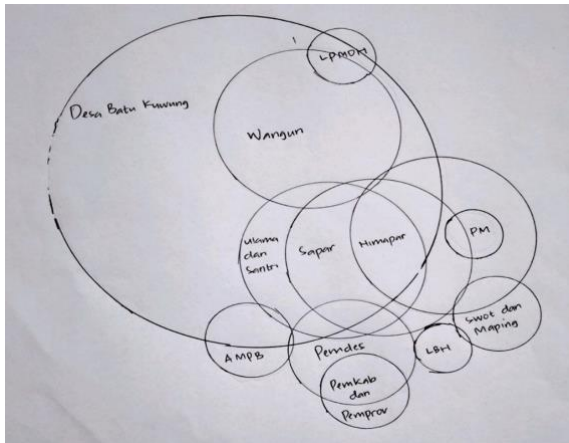 LPMDM
Desa Batu Kuwung
Wangun
ulama
dan
Santri
Sapar
Himapar
PM
Swot dan
Maping
AMPB
Pemdes
LBH
Pemkab
dan
Pemprov